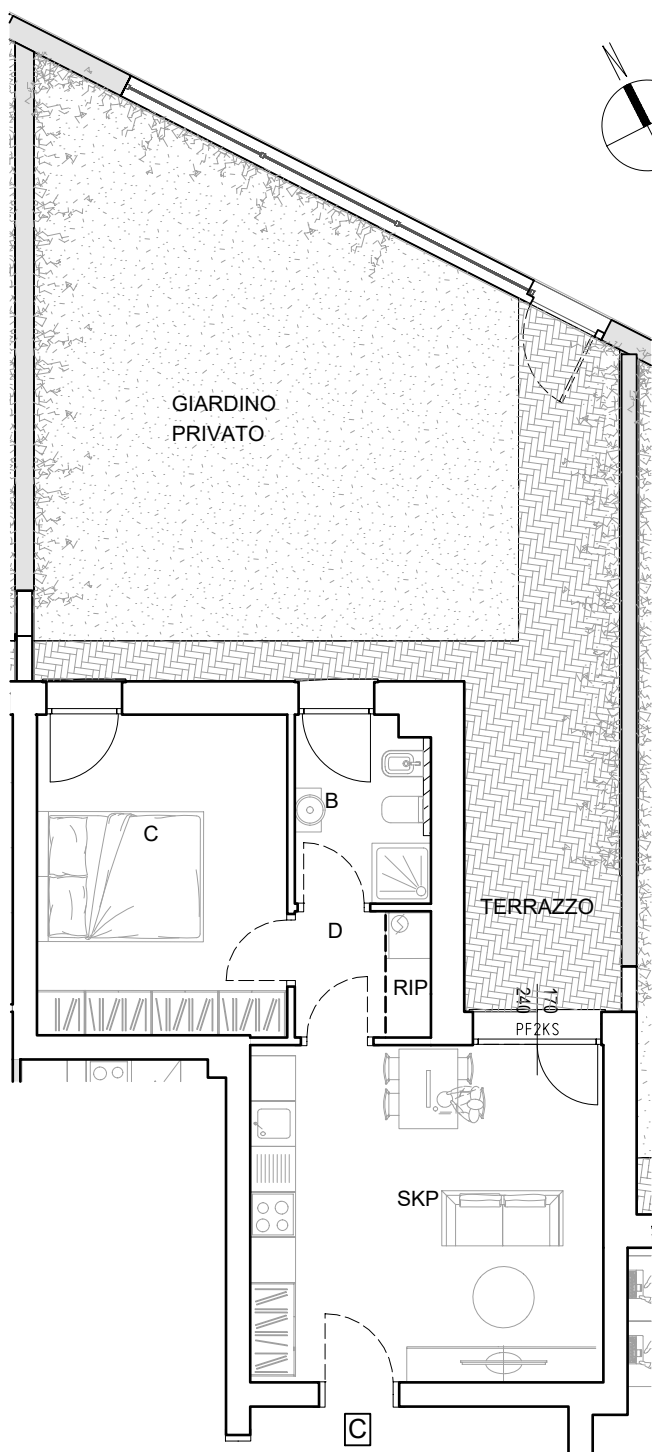 GIARDINO
PRIVATO
B
C
TERRAZZO
D
RIP
240
170
PF2KS
SKP
C